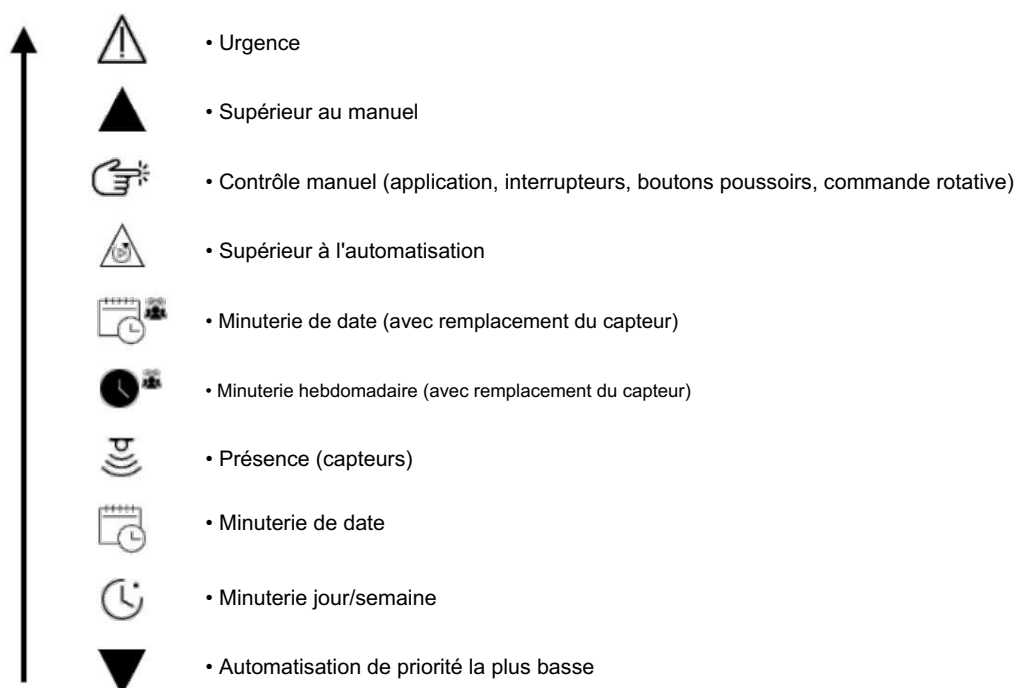 • Urgence
• Supérieur au manuel
• Contrôle manuel (application, interrupteurs, boutons poussoirs, commande rotative)
• Supérieur à l'automatisation
• Minuterie de date (avec remplacement du capteur)
• Minuterie hebdomadaire (avec remplacement du capteur)
• Présence (capteurs)
• Minuterie de date
• Minuterie jour/semaine
• Automatisation de priorité la plus basse